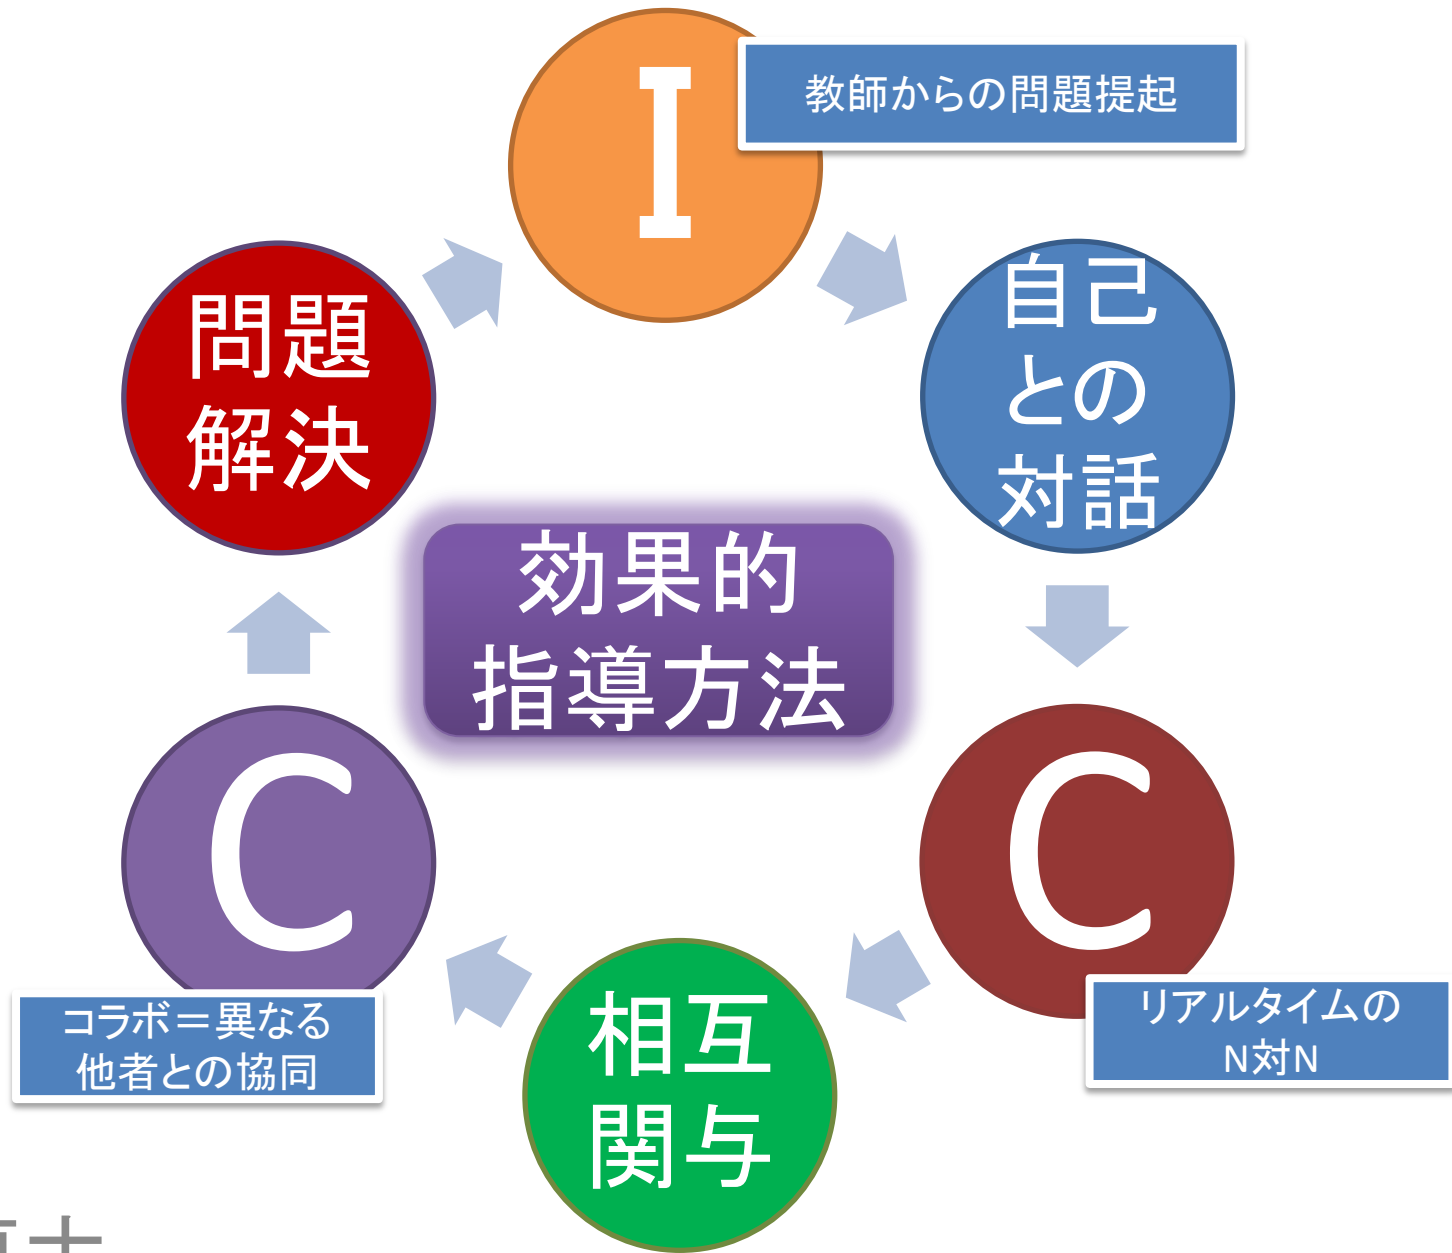 I
教師からの問題提起
自己
との
対話
C
リアルタイムの
N対N
相互
関与
C
コラボ＝異なる
他者との協同
問題
解決
効果的
指導方法